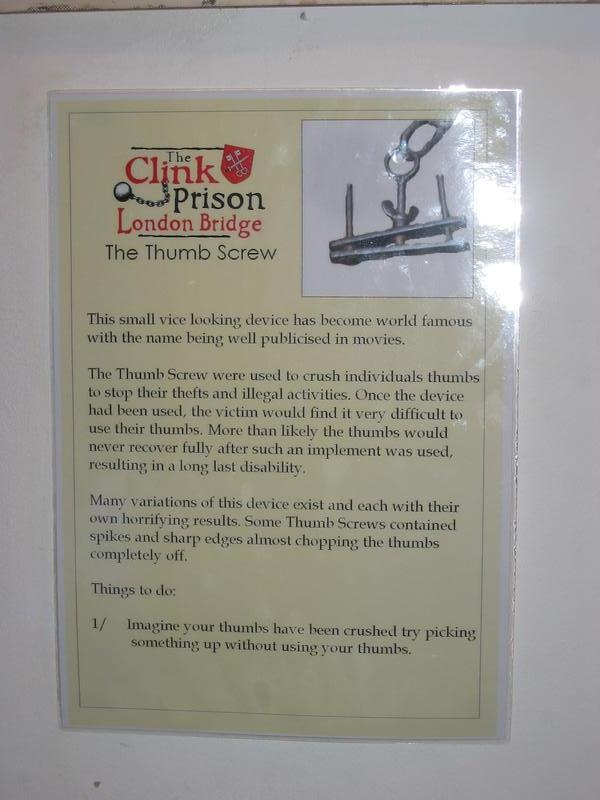 The
Clink
Prison
London Bridge
The Thumb Screw
This small vice looking device has become world famous
with the name being well publicised in movies.
The Thumb Screw were used to crush individuals thumbs
to stop their thefts and illegal activities. Once the device
had been used, the victim would find it very difficult to
use their thumbs. More than likely the thumbs would
never recover fully after such an implement was used,
resulting in a long last disability.
Many variations of this device exist and each with their
own horrifying results. Some Thumb Screws contained
spikes and sharp edges almost chopping the thumbs
completely off.
Things to do:
1/ Imagine your thumbs have been crushed try picking
something up without using your thumbs.